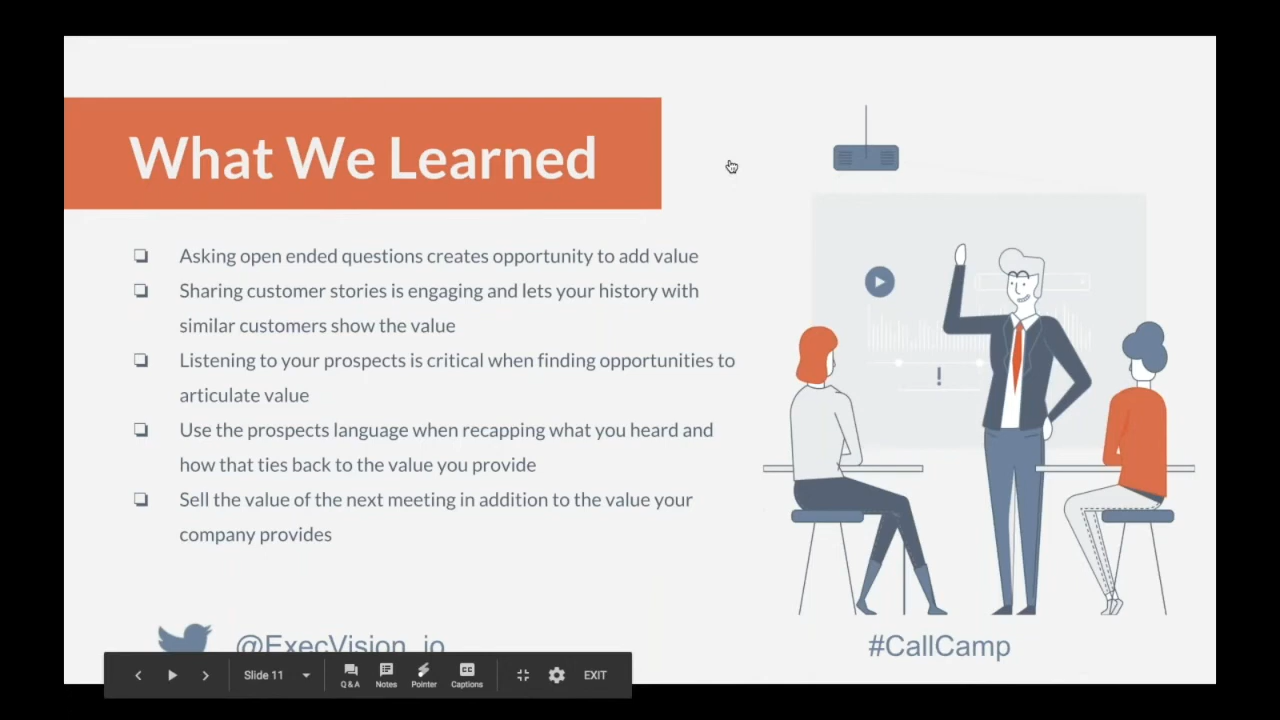 What We Learned
❏ Asking open ended questions creates opportunity to add value
❏ Sharing customer stories is engaging and lets your history with
similar customers show the value
❏ Listening to your prospects is critical when finding opportunities to
articulate value
❏ Use the prospects language when recapping what you heard and
how that ties back to the value you provide
❏ Sell the value of the next meeting in addition to the value your
company provides
!
@ExecVision_io
#CallCamp
Slide 11
Q&A Notes Pointer Captions
EXIT